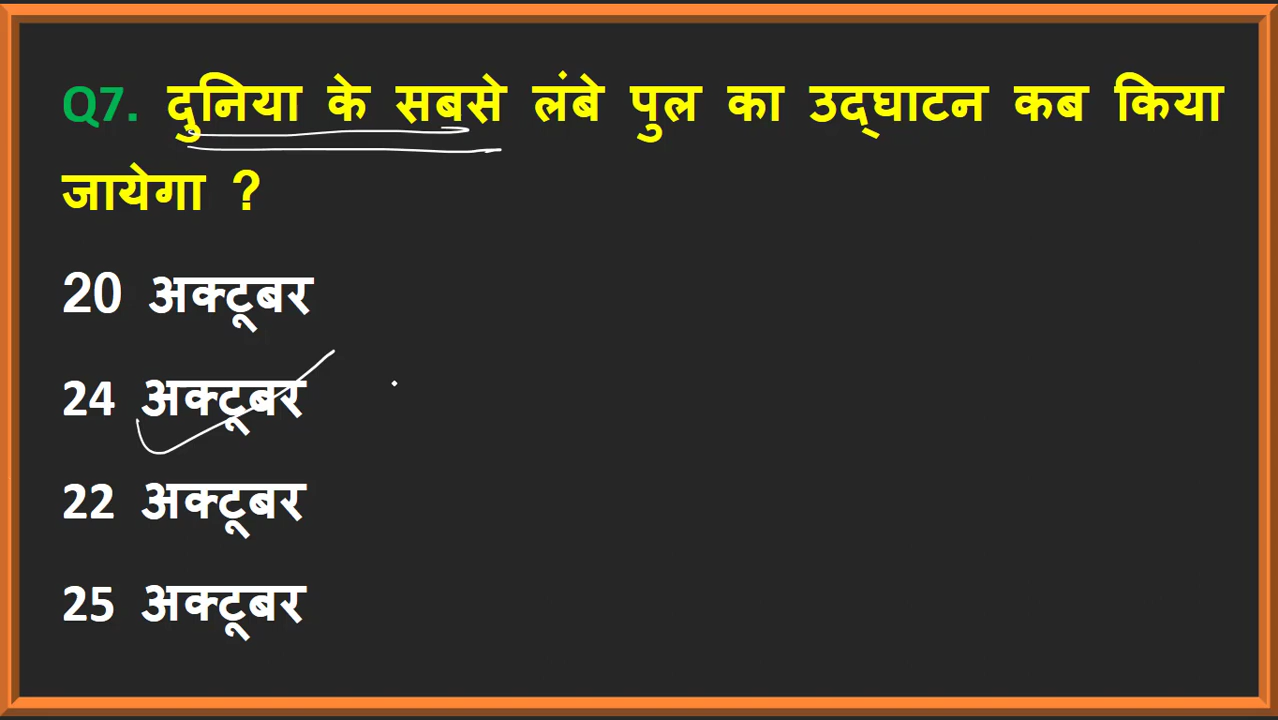 Q7. दुनिया के सबसे लंबे पुल का उद्घाटन कब किया
जायेगा ?
20 अक्टूबर
24 अक्टूबर
22 अक्टूबर
25 अक्टूबर